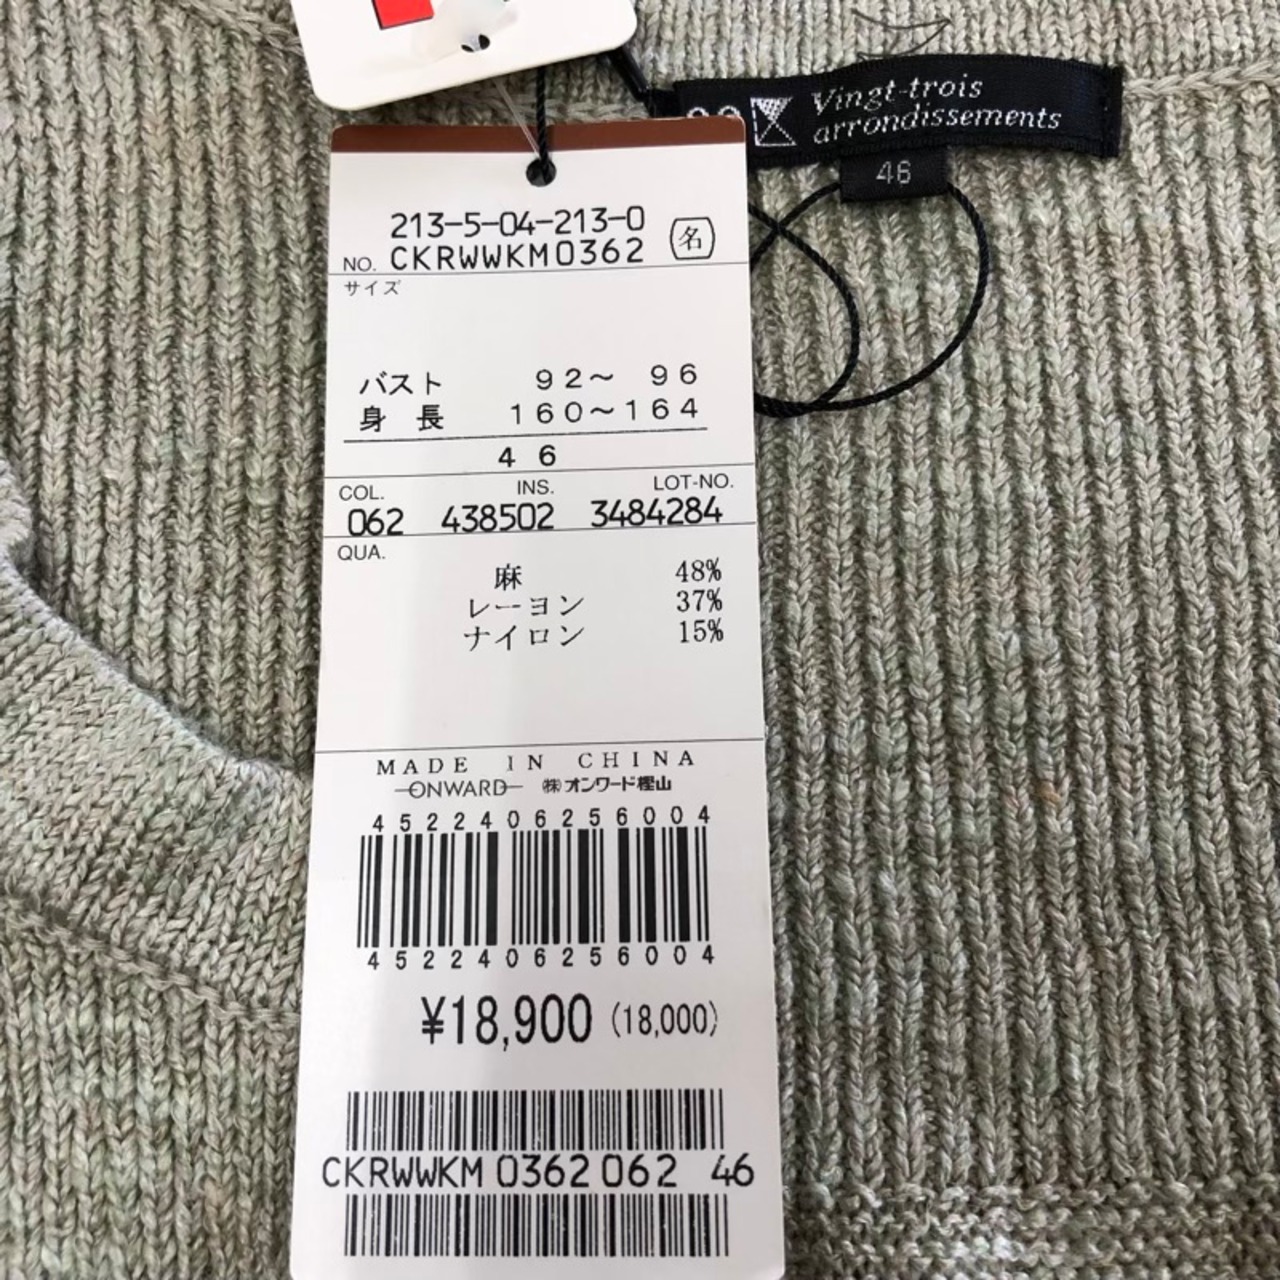 Vingt-trois
arrondissements
46
213-5-04-213-0
NO. CKRWWKM0362 名
サイズ
バスト 92～ 96
身長 160～164
46
COL. INS. LOT-NO.
062 438502 3484284
QUA.
麻 48%
レーヨン 37%
ナイロン 15%
MADE IN CHINA
ONWARD ㈱オンワード樫山
4522406256004
4522406256004
¥18,900 (18,000)
CKRWWKM 0362 062 46